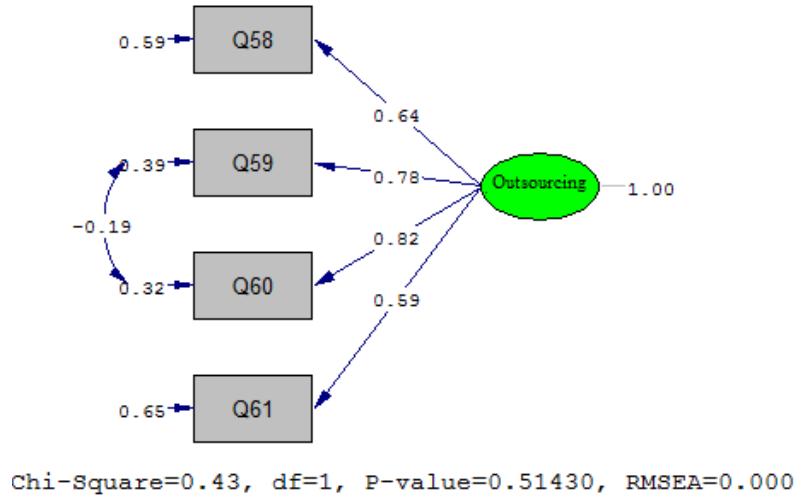 0.59
Q58
0.64
0.39
Q59
0.78
Outsourcing
1.00
-0.19
0.82
0.32
Q60
0.59
0.65
Q61
Chi-Square=0.43, df=1, P-value=0.51430, RMSEA=0.000